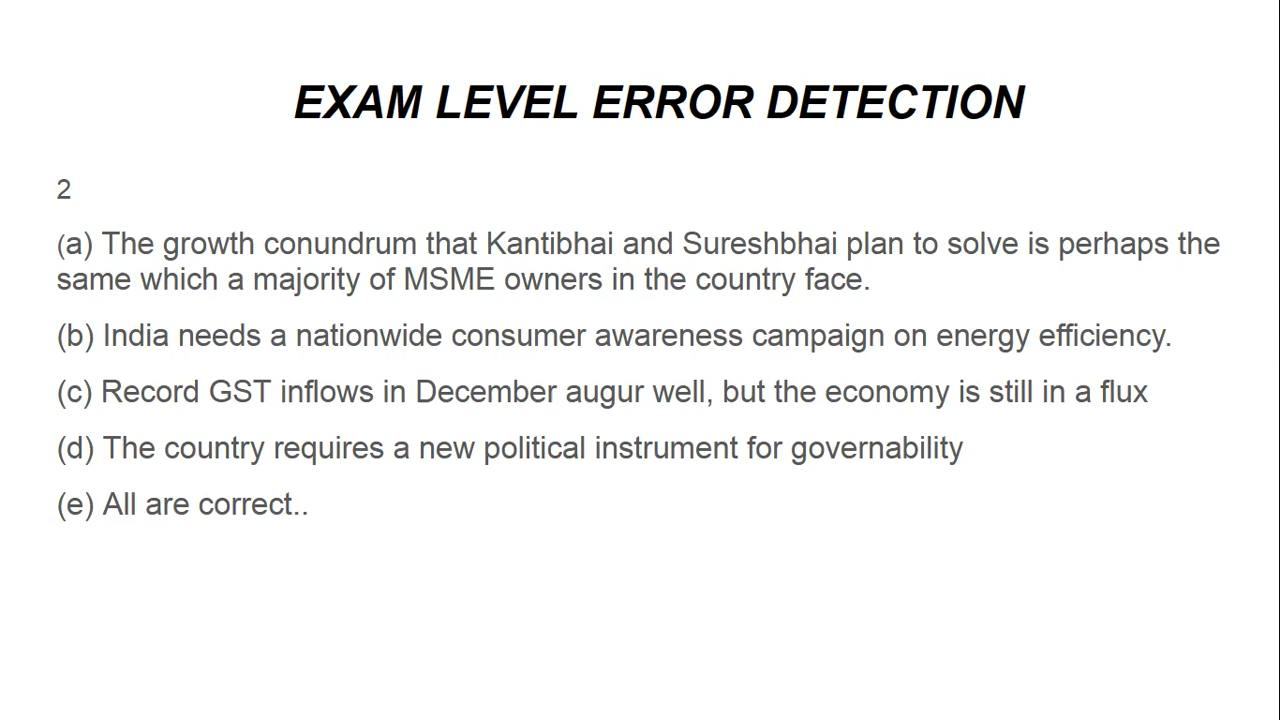 EXAM LEVEL ERROR DETECTION
2
(a) The growth conundrum that Kantibhai and Sureshbhai plan to solve is perhaps the
same which a majority of MSME owners in the country face.
(b) India needs a nationwide consumer awareness campaign on energy efficiency.
(c) Record GST inflows in December augur well, but the economy is still in a flux
(d) The country requires a new political instrument for governability
(e) All are correct..